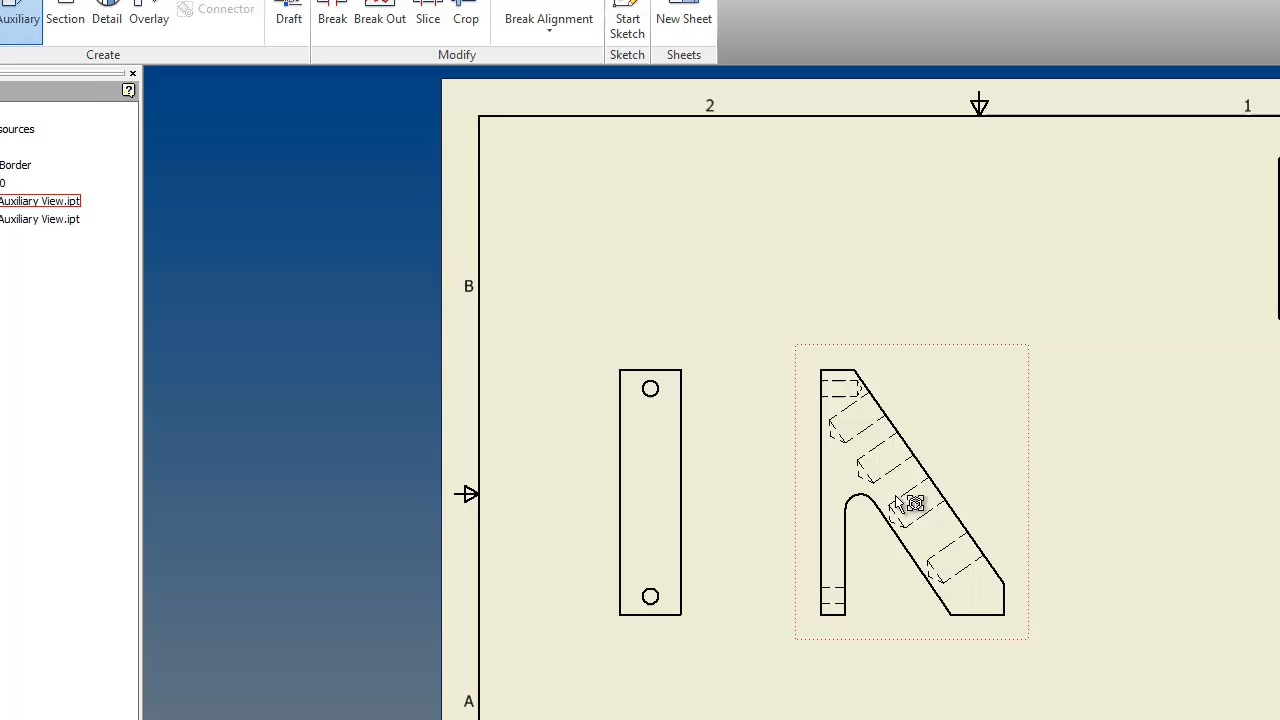 Auxiliary Section Detail Overlay Connector Draft Break Break Out Slice Crop Break Alignment Start Sketch New Sheet
Create Modify Sketch Sheets
?
2 1
Border
0
Auxiliary View.ipt
Auxiliary View.ipt
B
A